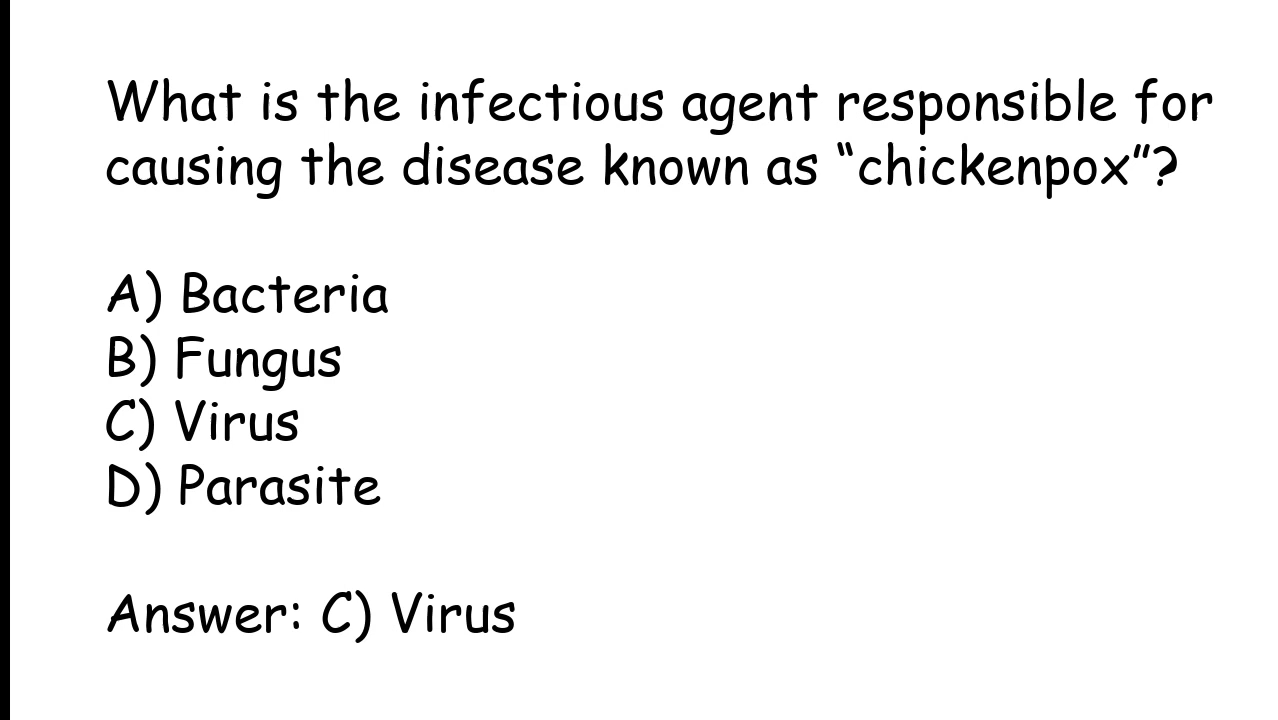 What is the infectious agent responsible for
causing the disease known as “chickenpox”?
A) Bacteria
B) Fungus
C) Virus
D) Parasite
Answer: C) Virus